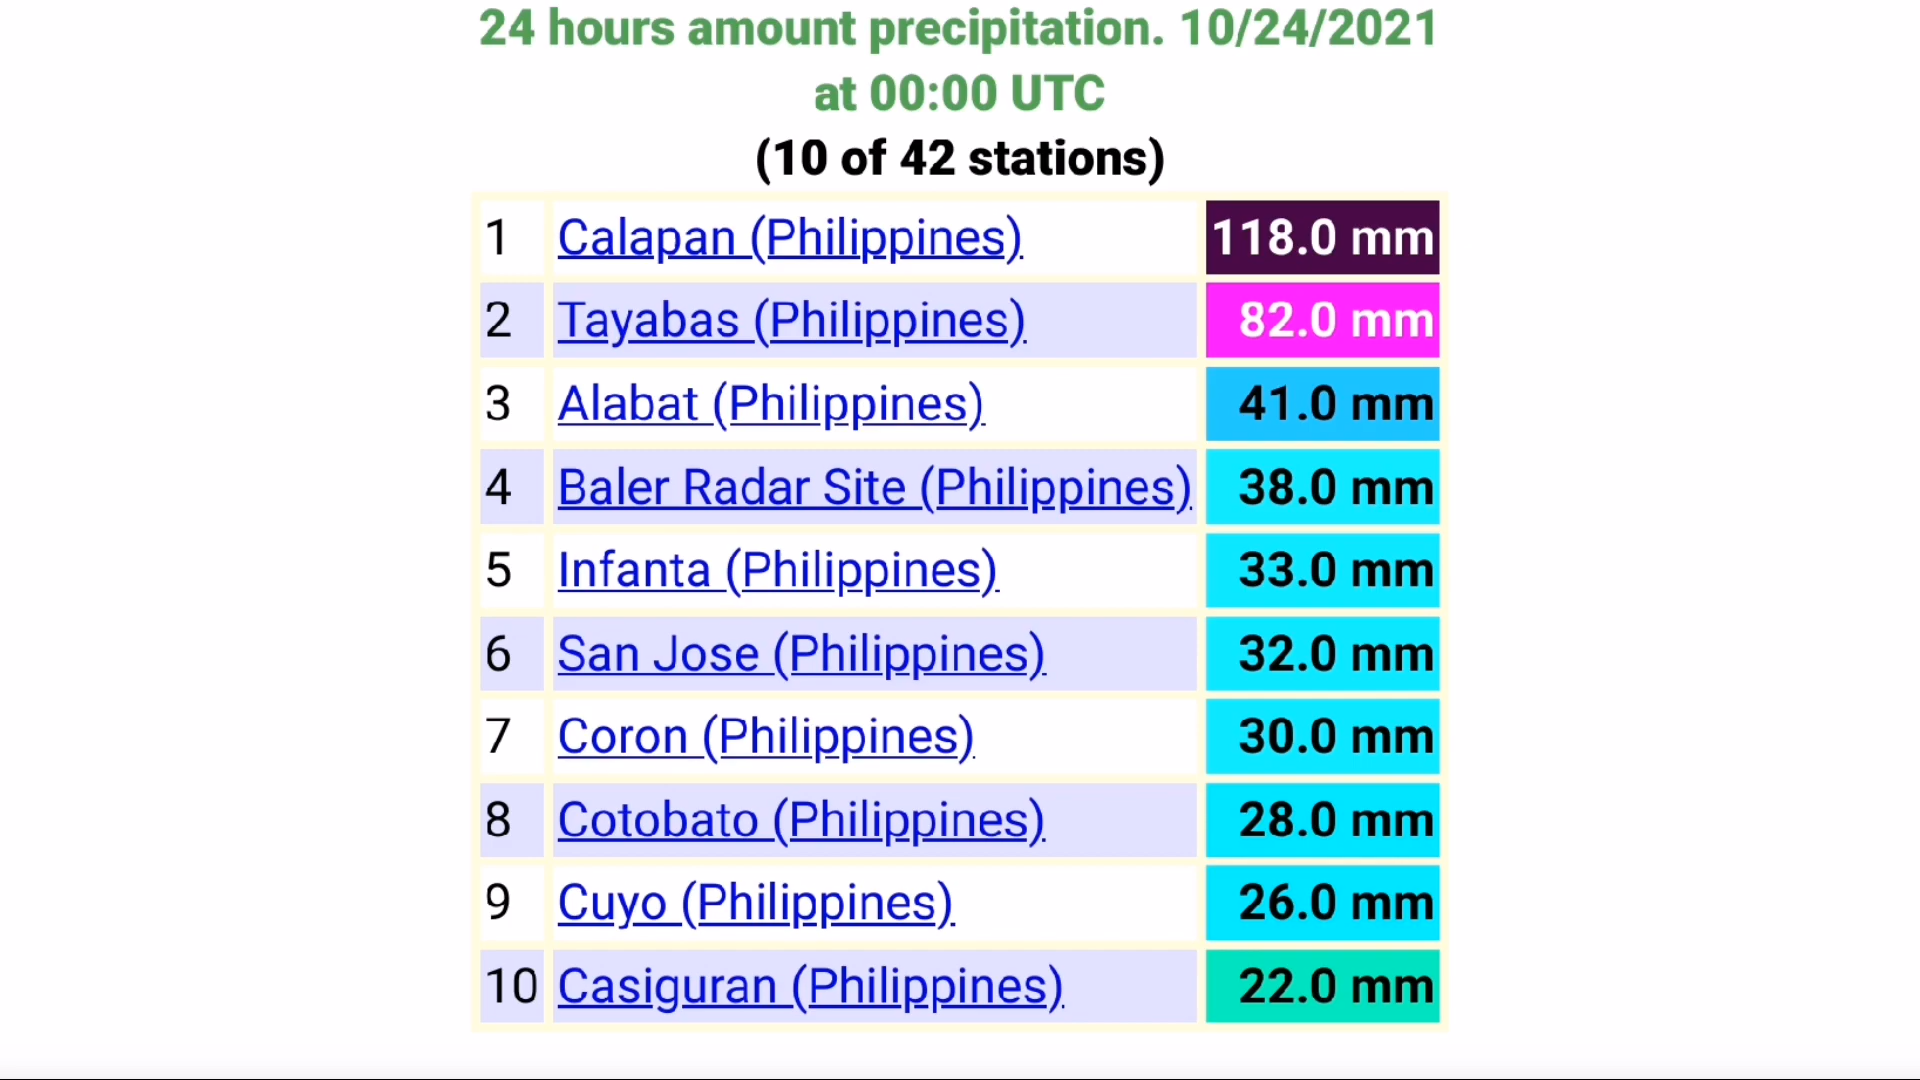 24 hours amount precipitation. 10/24/2021
at 00:00 UTC
(10 of 42 stations)
1 Calapan (Philippines) 118.0 mm
2 Tayabas (Philippines) 82.0 mm
3 Alabat (Philippines) 41.0 mm
4 Baler Radar Site (Philippines) 38.0 mm
5 Infanta (Philippines) 33.0 mm
6 San Jose (Philippines) 32.0 mm
7 Coron (Philippines) 30.0 mm
8 Cotobato (Philippines) 28.0 mm
9 Cuyo (Philippines) 26.0 mm
10 Casiguran (Philippines) 22.0 mm